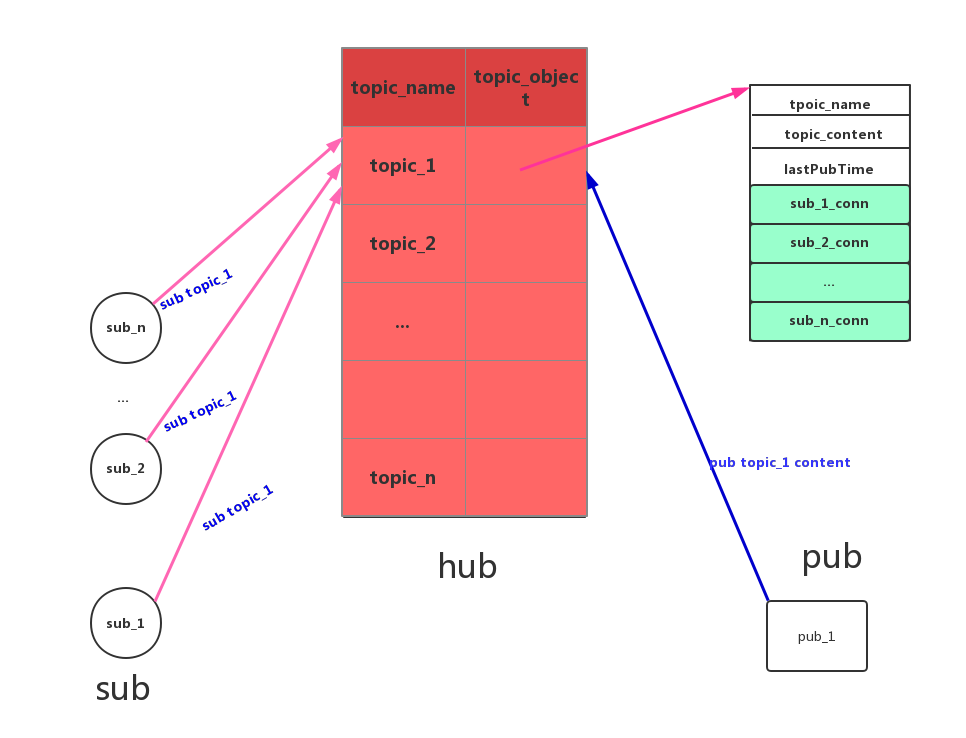 topic_name
topic_objec
t
topic_1
topic_2
...
topic_n
hub
tpoic_name
topic_content
lastPubTime
sub_1_conn
sub_2_conn
...
sub_n_conn
sub topic_1
sub_n
...
sub topic_1
sub_2
sub topic_1
sub_1
sub
pub topic_1 content
pub
pub_1